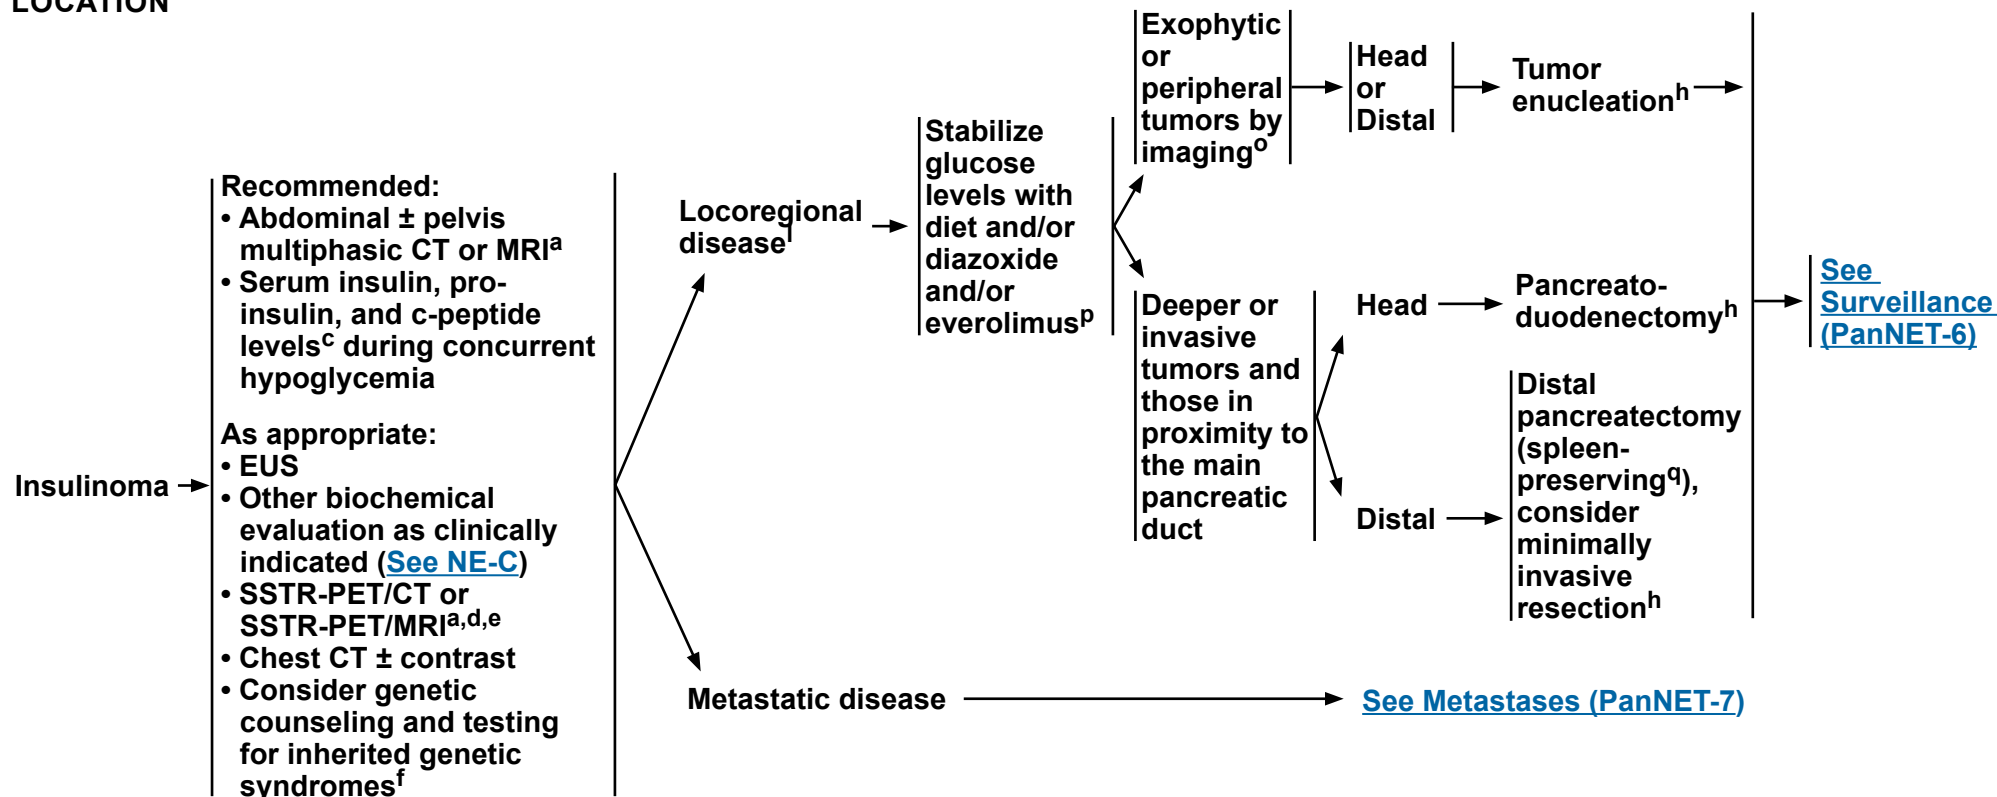 LOCATION
Insulinoma
Recommended:
• Abdominal ± pelvis
multiphasic CT or MRIa
• Serum insulin, pro-
insulin, and c-peptide
levelsc during concurrent
hypoglycemia
As appropriate:
• EUS
• Other biochemical
evaluation as clinically
indicated (See NE-C)
• SSTR-PET/CT or
SSTR-PET/MRIa,d,e
• Chest CT ± contrast
• Consider genetic
counseling and testing
for inherited genetic
syndromesf
Locoregional
diseasel
Stabilize
glucose
levels with
diet and/or
diazoxide
and/or
everolimusp
Exophytic
or
peripheral
tumors by
imagingo
Head
or
Distal
Tumor
enucleationh
Deeper or
invasive
tumors and
those in
proximity to
the main
pancreatic
duct
Head
Pancreato-
duodenectomyh
Distal
Distal
pancreatectomy
(spleen-
preservingq),
consider
minimally
invasive
resectionh
See
Surveillance
(PanNET-6)
Metastatic disease
See Metastases (PanNET-7)